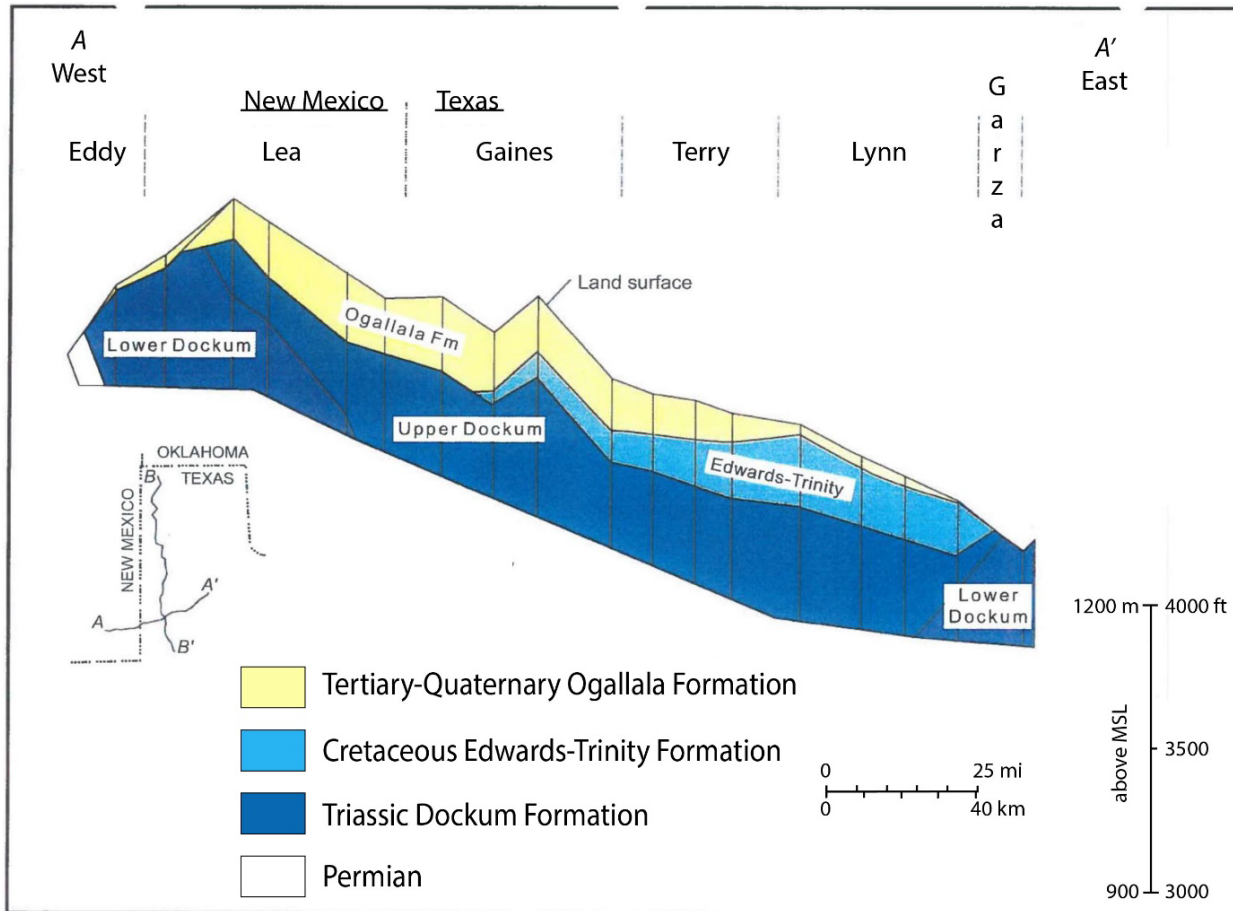 A
West
A'
East
New Mexico
Texas
Eddy
Lea
Gaines
Terry
Lynn
Garza
Land surface
Ogallala Fm
Lower Dockum
Upper Dockum
Edwards-Trinity
Lower
Dockum
OKLAHOMA
TEXAS
NEW MEXICO
B
A'
A
B'
1200 m
4000 ft
above MSL
3500
900
3000
Tertiary-Quaternary Ogallala Formation
Cretaceous Edwards-Trinity Formation
Triassic Dockum Formation
Permian
0
25 mi
0
40 km